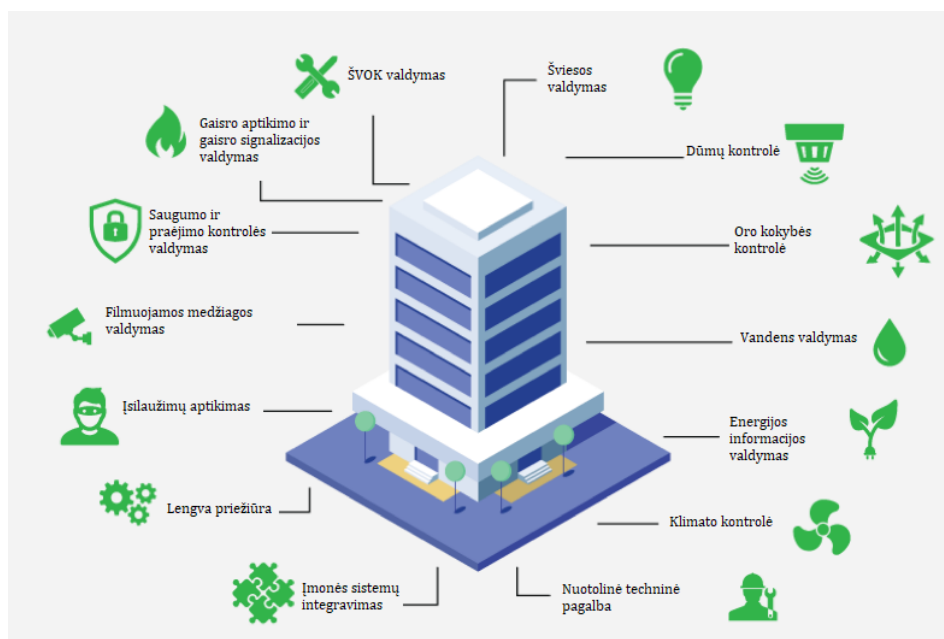 ŠVOK valdymas
Šviesos
valdymas
Gaisro aptikimo ir
gaisro signalizacijos
valdymas
Dūmų kontrolė
Saugumo ir
praėjimo kontrolės
valdymas
Oro kokybės
kontrolė
Filmuojamos medžiagos
valdymas
Vandens valdymas
Įsilaužimų aptikimas
Energijos
informacijos
valdymas
Lengva priežiūra
Klimato kontrolė
Įmonės sistemų
integravimas
Nuotolinė techninė
pagalba